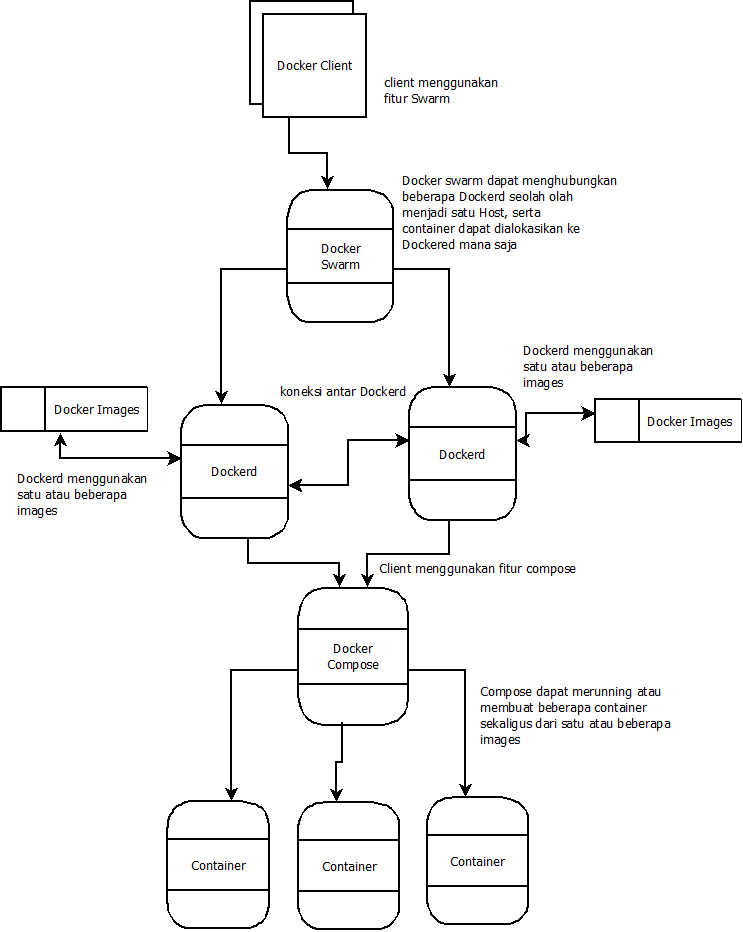 Docker Client
client menggunakan
fitur Swarm
Docker swarm dapat menghubungkan
beberapa Dockerd seolah olah
menjadi satu Host, serta
container dapat dialokasikan ke
Dockered mana saja
Docker
Swarm
Dockerd menggunakan
satu atau beberapa
images
koneksi antar Dockerd
Docker Images
Docker Images
Dockerd
Dockerd
Dockerd menggunakan
satu atau beberapa
images
Client menggunakan fitur compose
Docker
Compose
Compose dapat merunning atau
membuat beberapa container
sekaligus dari satu atau beberapa
images
Container
Container
Container